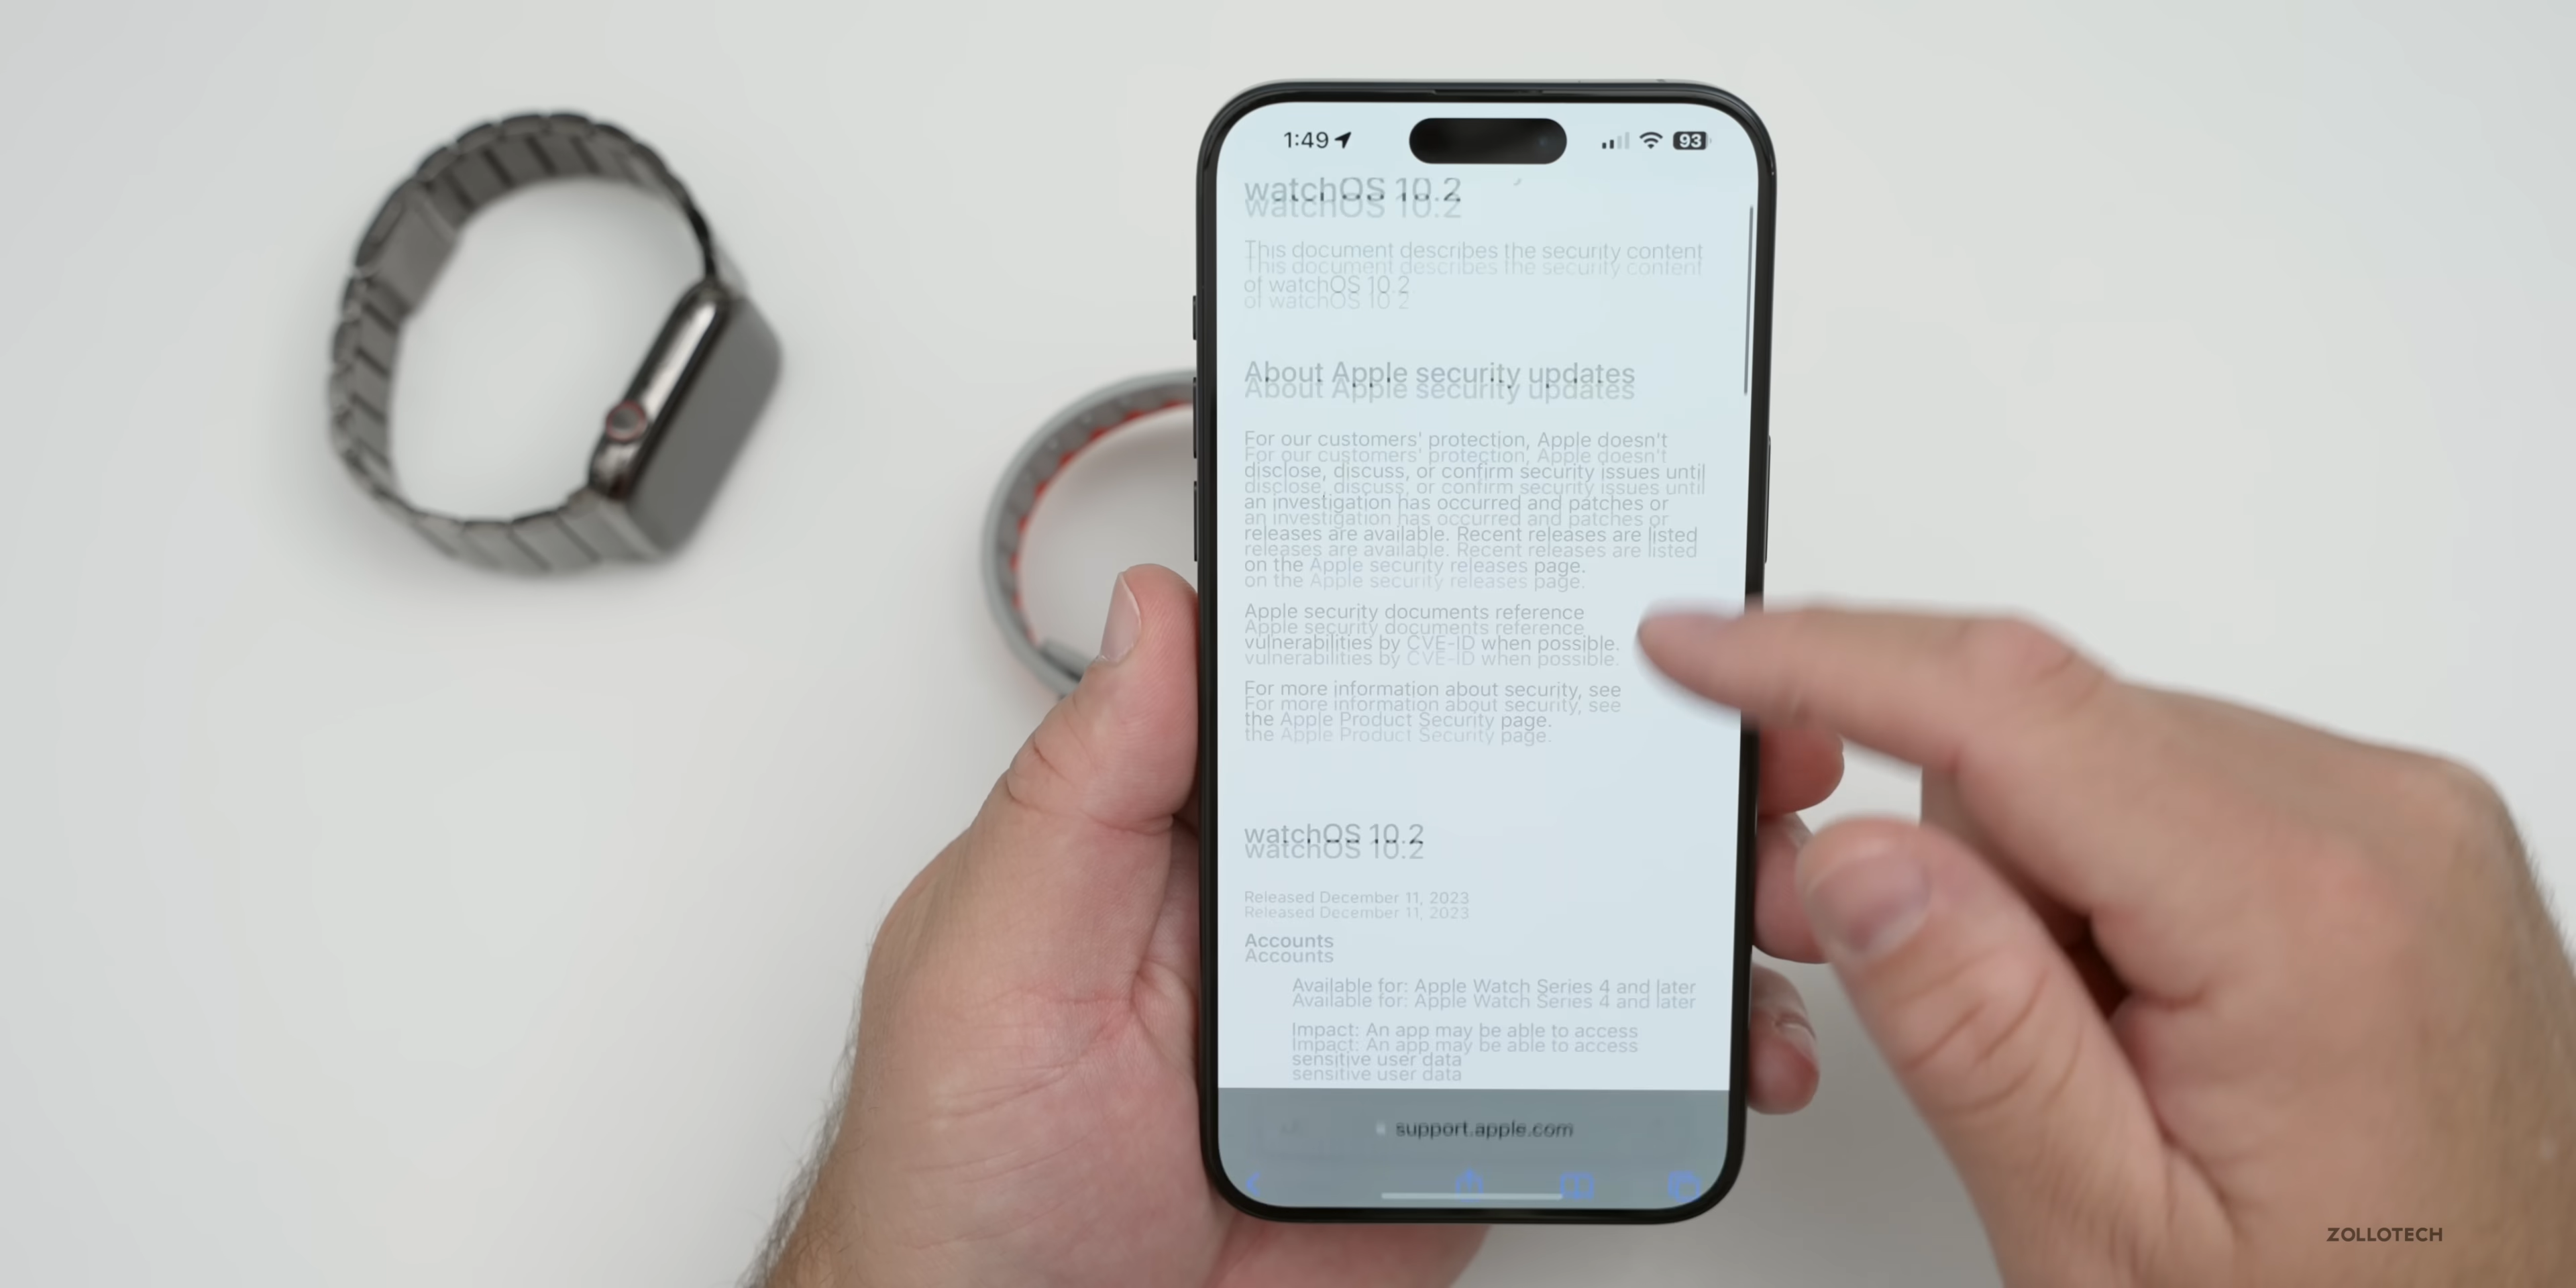 1:49
93
watchOS 10.2
This document describes the security content
of watchOS 10.2
About Apple security updates
For our customers' protection, Apple doesn't
disclose, discuss, or confirm security issues until
an investigation has occurred and patches or
releases are available. Recent releases are listed
on the Apple security releases page.
Apple security documents reference
vulnerabilities by CVE-ID when possible.
For more information about security, see
the Apple Product Security page.
watchOS 10.2
Released December 11, 2023
Accounts
Available for: Apple Watch Series 4 and later
Impact: An app may be able to access
sensitive user data
support.apple.com
ZOLLOTECH